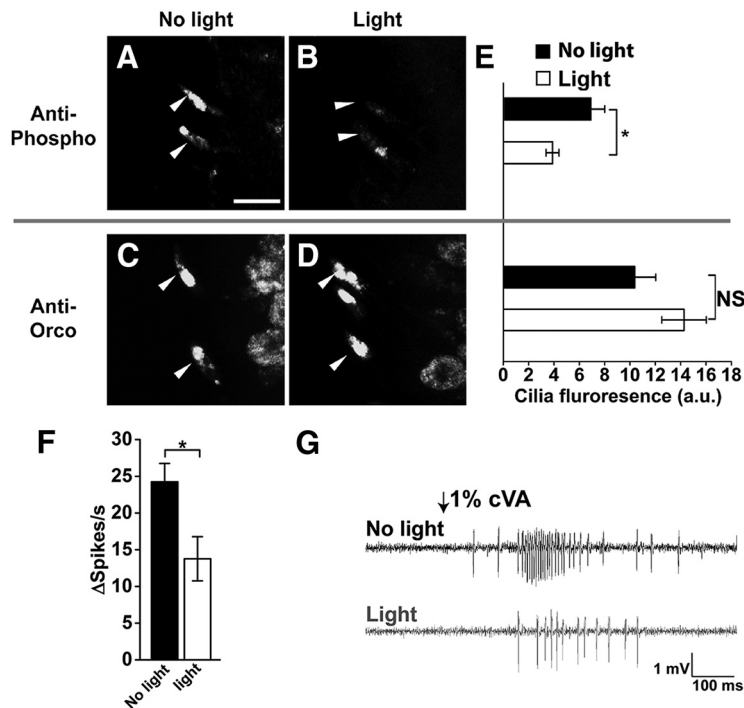 No light
Light
Anti-
Phospho
A
B
E
No light
Light
*
Anti-
Orco
C
D
NS
0 2 4 6 8 10 12 14 16 18
Cilia fluroresence (a.u.)
F
30
25
20
15
10
5
0
ΔSpikes/s
*
No light
light
G
↓1% cVA
No light
Light
1 mV
100 ms